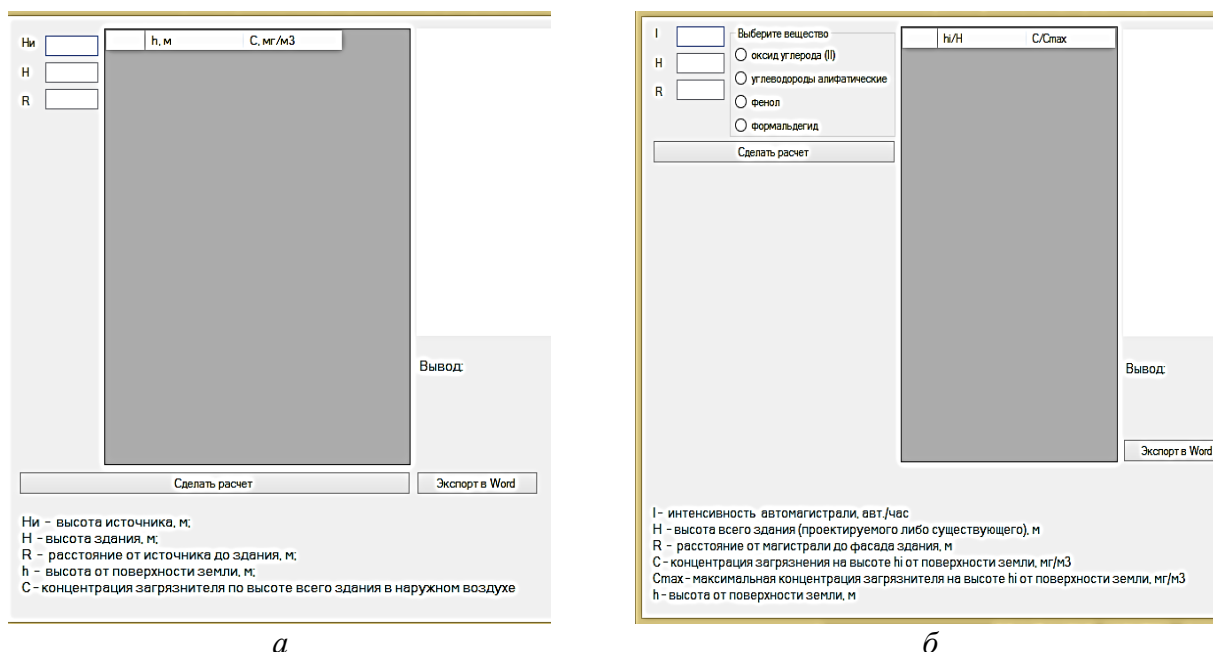 Ни
h, м С, мг/м3
Н
R
Вывод:
Сделать расчет
Экспорт в Word
Ни – высота источника, м;
Н – высота здания, м;
R – расстояние от источника до здания, м;
h – высота от поверхности земли, м;
С – концентрация загрязнителя по высоте всего здания в наружном воздухе
а
I
Н
R
Выберите вещество
оксид углерода (II)
углеводороды алифатические
фенол
формальдегид
Сделать расчет
hi/H C/Cmax
Вывод:
Экспорт в Word
I – интенсивность автомагистрали, авт./час
Н – высота всего здания (проектируемого либо существующего), м
R – расстояние от магистрали до фасада здания, м
С – концентрация загрязнения на высоте hi от поверхности земли, мг/м3
Cmax – максимальная концентрация загрязнителя на высоте hi от поверхности земли, мг/м3
h – высота от поверхности земли, м
б